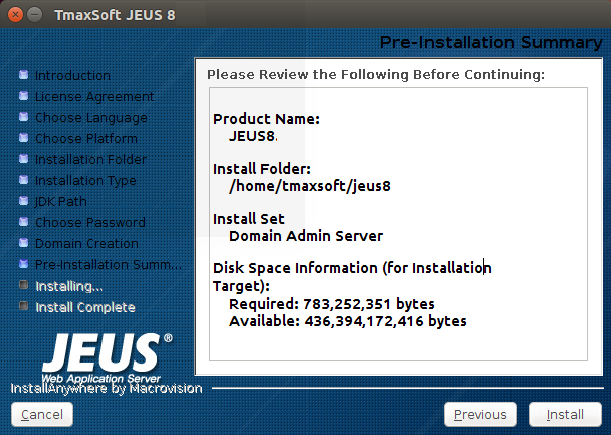 TmaxSoft JEUS 8
Pre-Installation Summary
Introduction
License Agreement
Choose Language
Choose Platform
Installation Folder
Installation Type
JDK Path
Choose Password
Domain Creation
Pre-Installation Summ...
Installing...
Install Complete
Please Review the Following Before Continuing:
Product Name:
JEUS8.
Install Folder:
/home/tmaxsoft/jeus8
Install Set
Domain Admin Server
Disk Space Information (for Installation
Target):
Required: 783,252,351 bytes
Available: 436,394,172,416 bytes
JEUS®
Web Application Server
InstallAnywhere by Macrovision
Cancel
Previous
Install